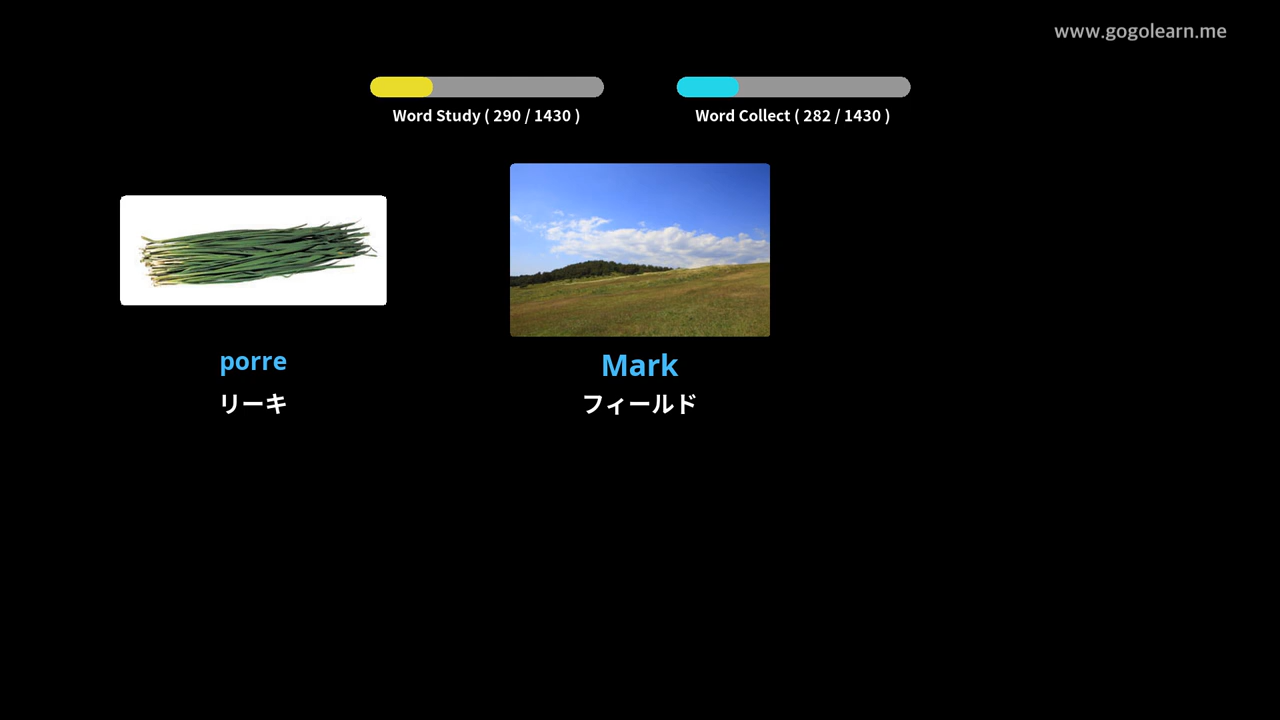 www.gogolearn.me
Word Study ( 290 / 1430 )
Word Collect ( 282 / 1430 )
porre
リーキ
Mark
フィールド